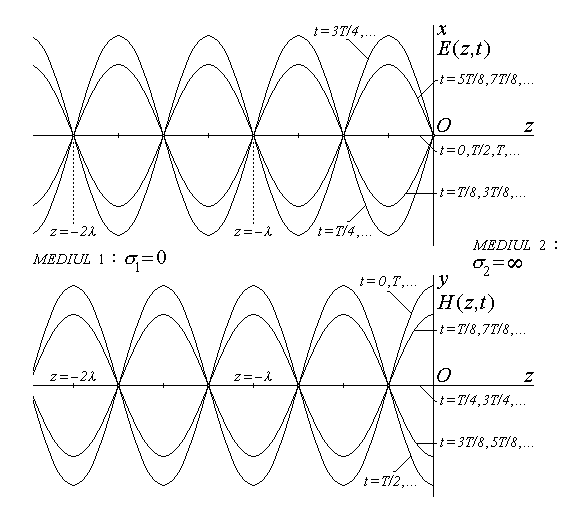 x
t=3T/4,...
E(z,t)
t=5T/8,7T/8,...
O
z
t=0,T/2,T,...
t=T/8,3T/8,...
z=-2λ
z=-λ
t=T/4,...
MEDIUL 1 : σ1=0
MEDIUL 2 :
σ2=∞
y
t=0,T,...
H(z,t)
t=T/8,7T/8,...
z=-2λ
z=-λ
O
z
t=T/4,3T/4,...
t=3T/8,5T/8,...
t=T/2,...